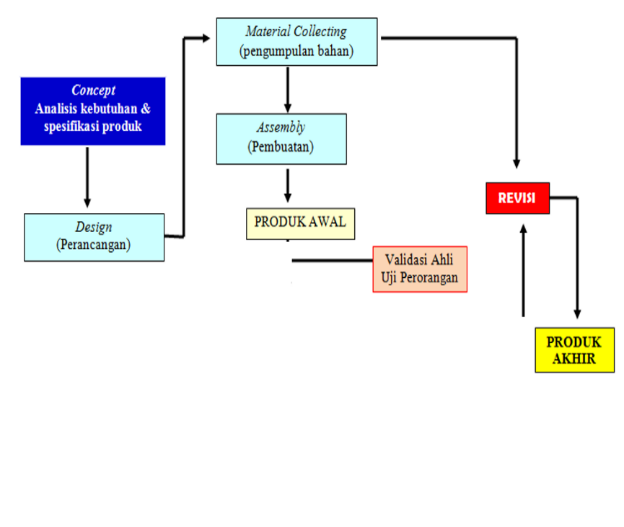 Concept
Analisis kebutuhan &
spesifikasi produk
Design
(Perancangan)
Material Collecting
(pengumpulan bahan)
Assembly
(Pembuatan)
PRODUK AWAL
Validasi Ahli
Uji Perorangan
REVISI
PRODUK
AKHIR